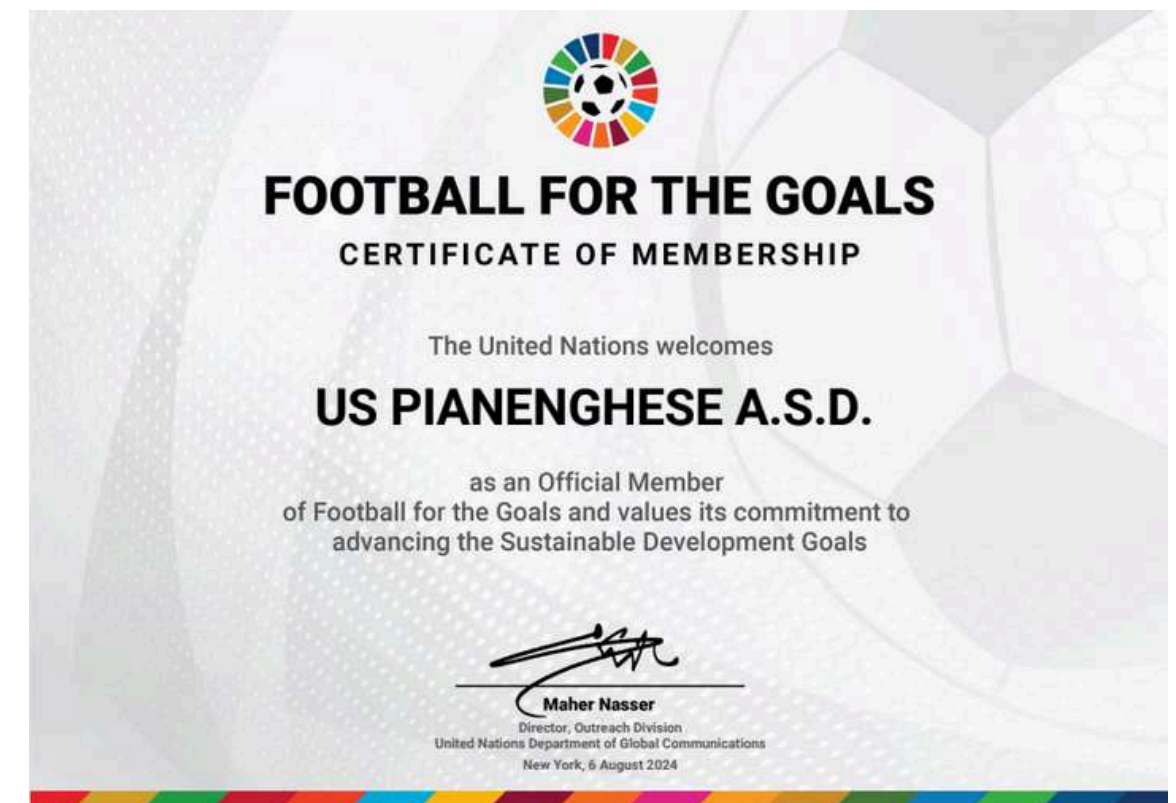 FOOTBALL FOR THE GOALS
CERTIFICATE OF MEMBERSHIP
The United Nations welcomes
US PIANENGHESE A.S.D.
as an Official Member
of Football for the Goals and values its commitment to
advancing the Sustainable Development Goals
Maher Nasser
Director, Outreach Division
United Nations Department of Global Communications
New York, 6 August 2024